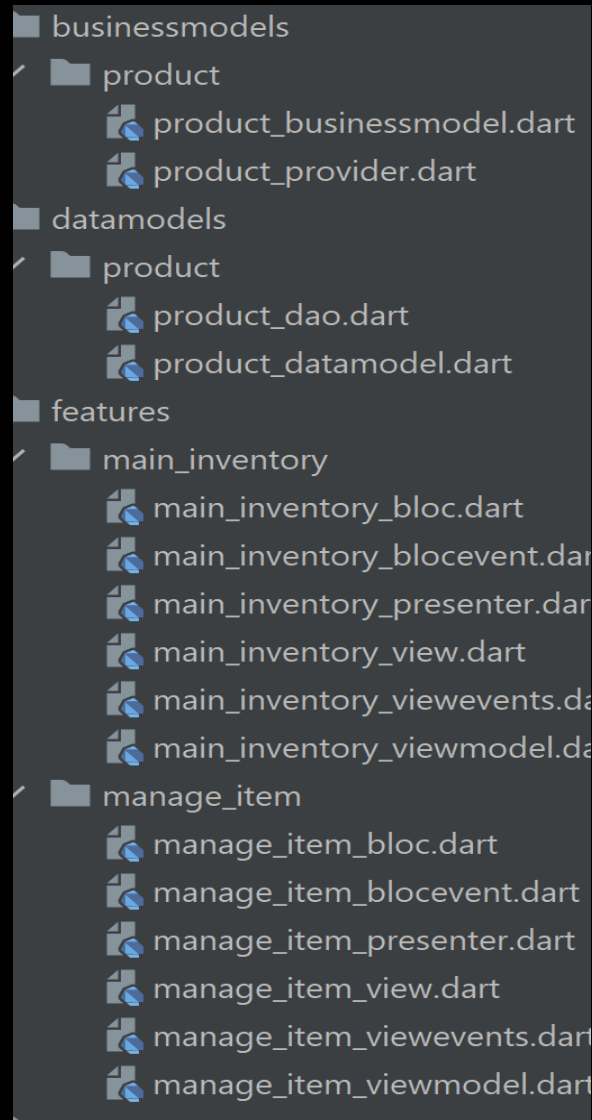 businessmodels
product
product_businessmodel.dart
product_provider.dart
datamodels
product
product_dao.dart
product_datamodel.dart
features
main_inventory
main_inventory_bloc.dart
main_inventory_blocevent.dar
main_inventory_presenter.dar
main_inventory_view.dart
main_inventory_viewevents.da
main_inventory_viewmodel.da
manage_item
manage_item_bloc.dart
manage_item_blocevent.dart
manage_item_presenter.dart
manage_item_view.dart
manage_item_viewevents.dart
manage_item_viewmodel.dart